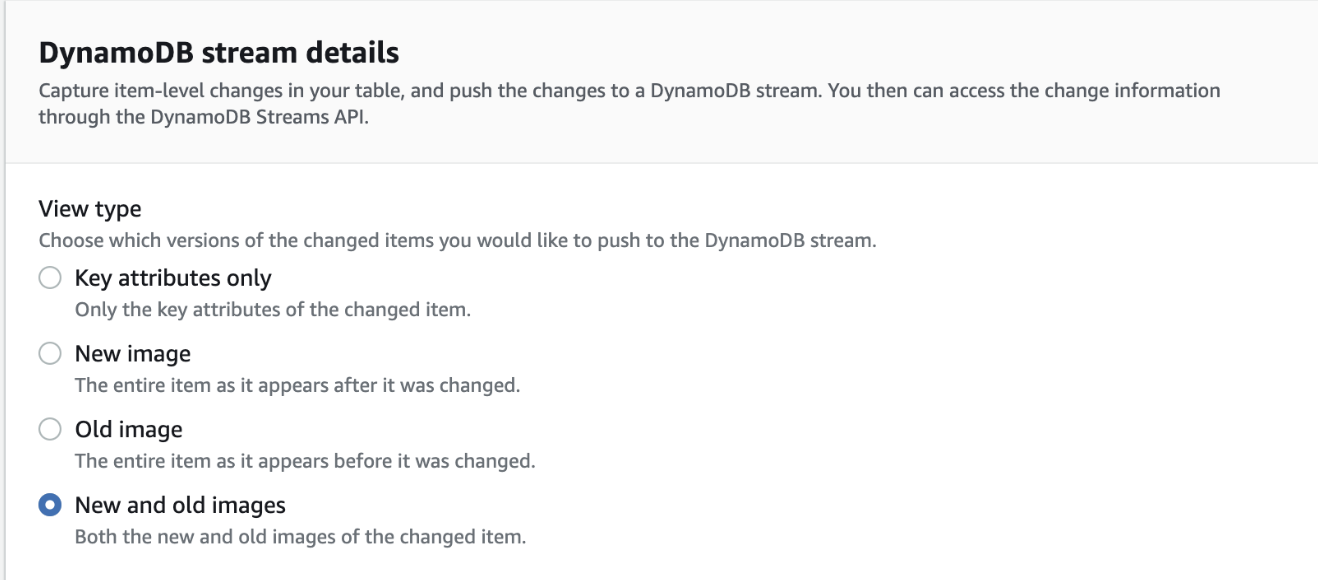 DynamoDB stream details
Capture item-level changes in your table, and push the changes to a DynamoDB stream. You then can access the change information
through the DynamoDB Streams API.
View type
Choose which versions of the changed items you would like to push to the DynamoDB stream.
Key attributes only
Only the key attributes of the changed item.
New image
The entire item as it appears after it was changed.
Old image
The entire item as it appears before it was changed.
New and old images
Both the new and old images of the changed item.